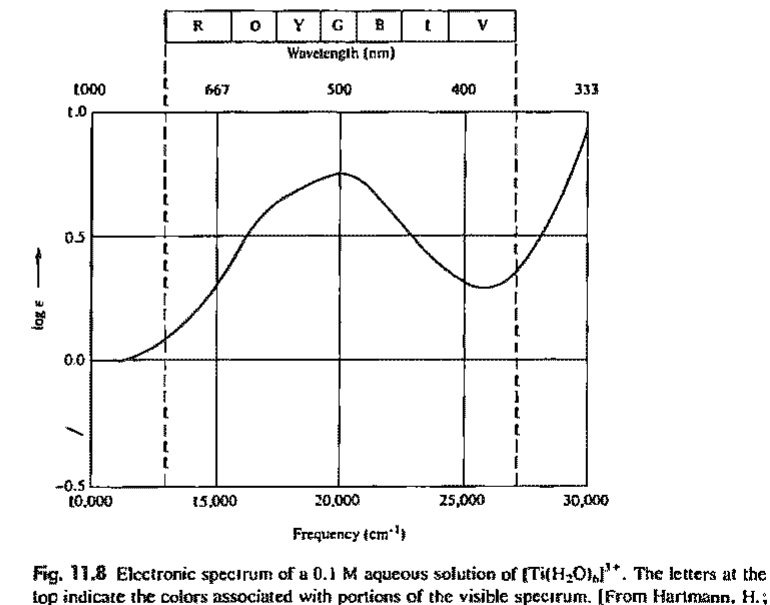 R O Y G B I V
Wavelength (nm)
1000 667 500 400 333
1.0
0.5
log ε
0.0
-0.5
10,000 15,000 20,000 25,000 30,000
Frequency (cm⁻¹)
Fig. 11.8 Electronic spectrum of a 0.1 M aqueous solution of [Ti(H₂O)₆]³⁺. The letters at the
top indicate the colors associated with portions of the visible spectrum. [From Hartmann, H.;